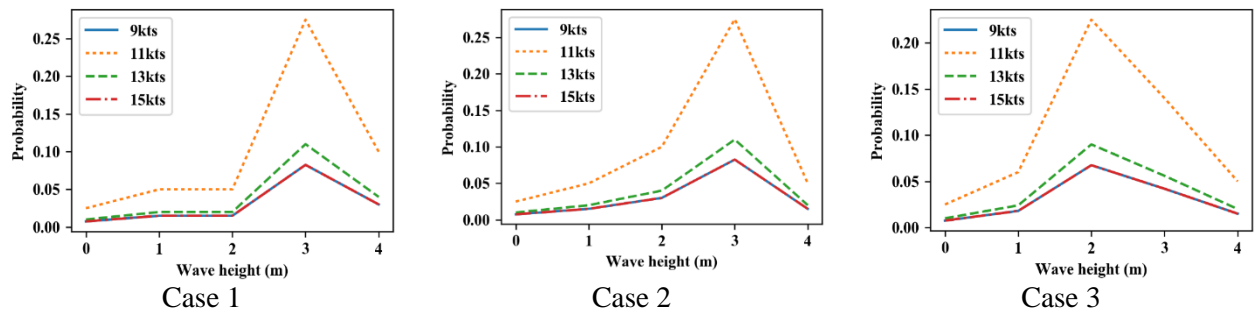 Probability
0.25
0.20
0.15
0.10
0.05
0.00
9kts
11kts
13kts
15kts
0 1 2 3 4
Wave height (m)
Case 1
Probability
0.25
0.20
0.15
0.10
0.05
0.00
9kts
11kts
13kts
15kts
0 1 2 3 4
Wave height (m)
Case 2
Probability
0.20
0.15
0.10
0.05
0.00
9kts
11kts
13kts
15kts
0 1 2 3 4
Wave height (m)
Case 3